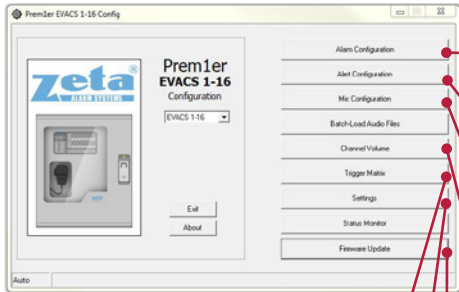 Prem1er EVACS 1-16 Config
zeta
ALARM SYSTEMS
Prem1er
EVACS 1-16
Configuration
EVACS 1-16
Exit
About
Alarm Configuration
Alert Configuration
Mic Configuration
Batch-Load Audio Files
Channel Volume
Trigger Matrix
Settings
Status Monitor
Firmware Update
Auto